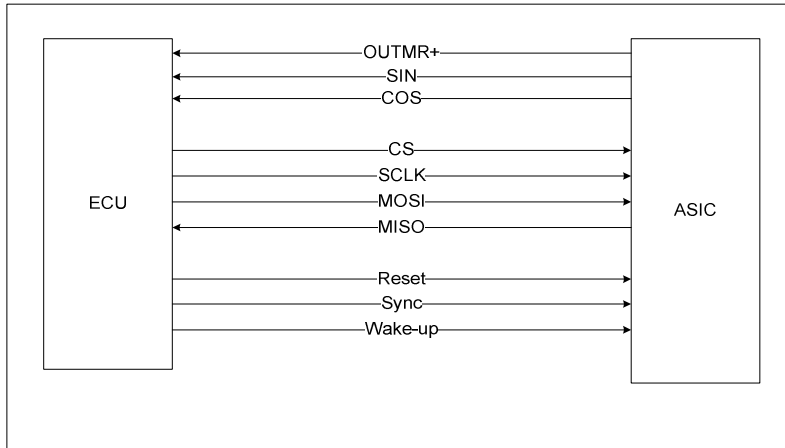 OUTMR+
SIN
COS
CS
SCLK
MOSI
MISO
Reset
Sync
Wake-up
ECU
ASIC